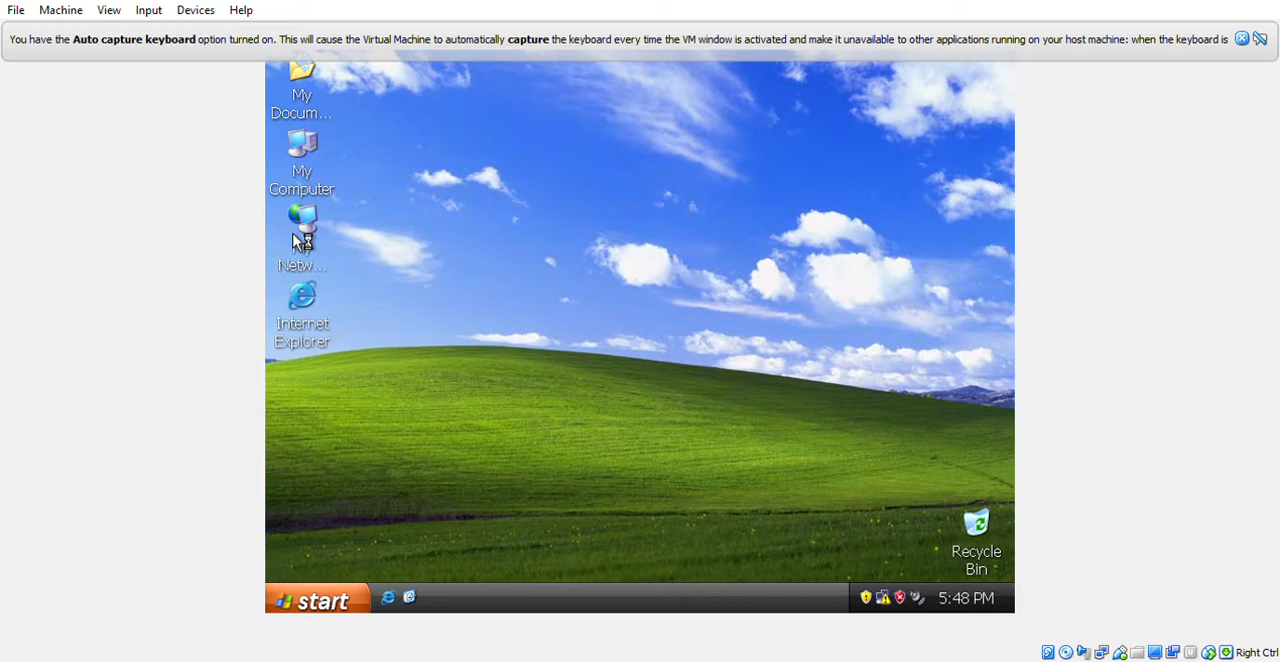 File Machine View Input Devices Help
You have the Auto capture keyboard option turned on. This will cause the Virtual Machine to automatically capture the keyboard every time the VM window is activated and make it unavailable to other applications running on your host machine: when the keyboard is
My
Docum...
My
Computer
Netw...
Internet
Explorer
Recycle
Bin
start
5:48 PM
Right Ctrl